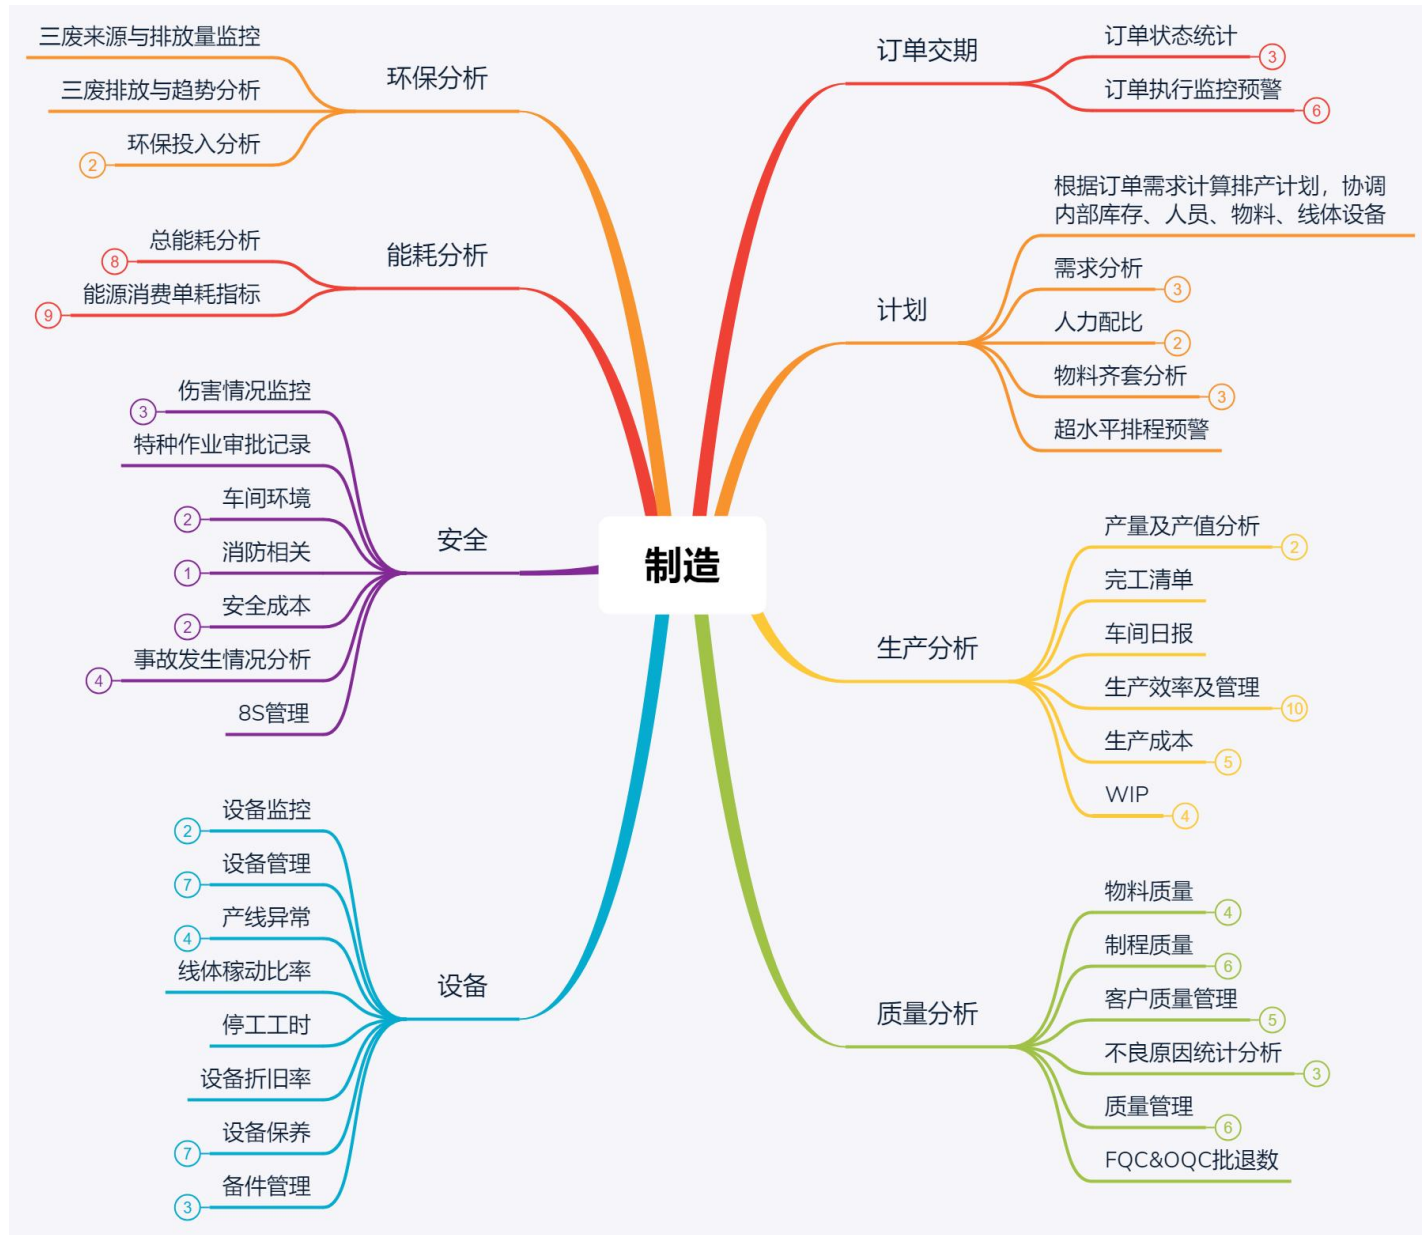 制造
订单交期
订单状态统计
3
订单执行监控预警
6
计划
根据订单需求计算排产计划，协调
内部库存、人员、物料、线体设备
需求分析
3
人力配比
2
物料齐套分析
3
超水平排程预警
生产分析
产量及产值分析
2
完工清单
车间日报
生产效率及管理
10
生产成本
5
WIP
4
质量分析
物料质量
4
制程质量
6
客户质量管理
5
不良原因统计分析
3
质量管理
6
FQC&OQC批退数
环保分析
三废来源与排放量监控
三废排放与趋势分析
环保投入分析
2
能耗分析
总能耗分析
8
能源消费单耗指标
9
安全
伤害情况监控
3
特种作业审批记录
车间环境
2
消防相关
1
安全成本
2
事故发生情况分析
4
8S管理
设备
设备监控
2
设备管理
7
产线异常
4
线体稼动比率
停工工时
设备折旧率
设备保养
7
备件管理
3